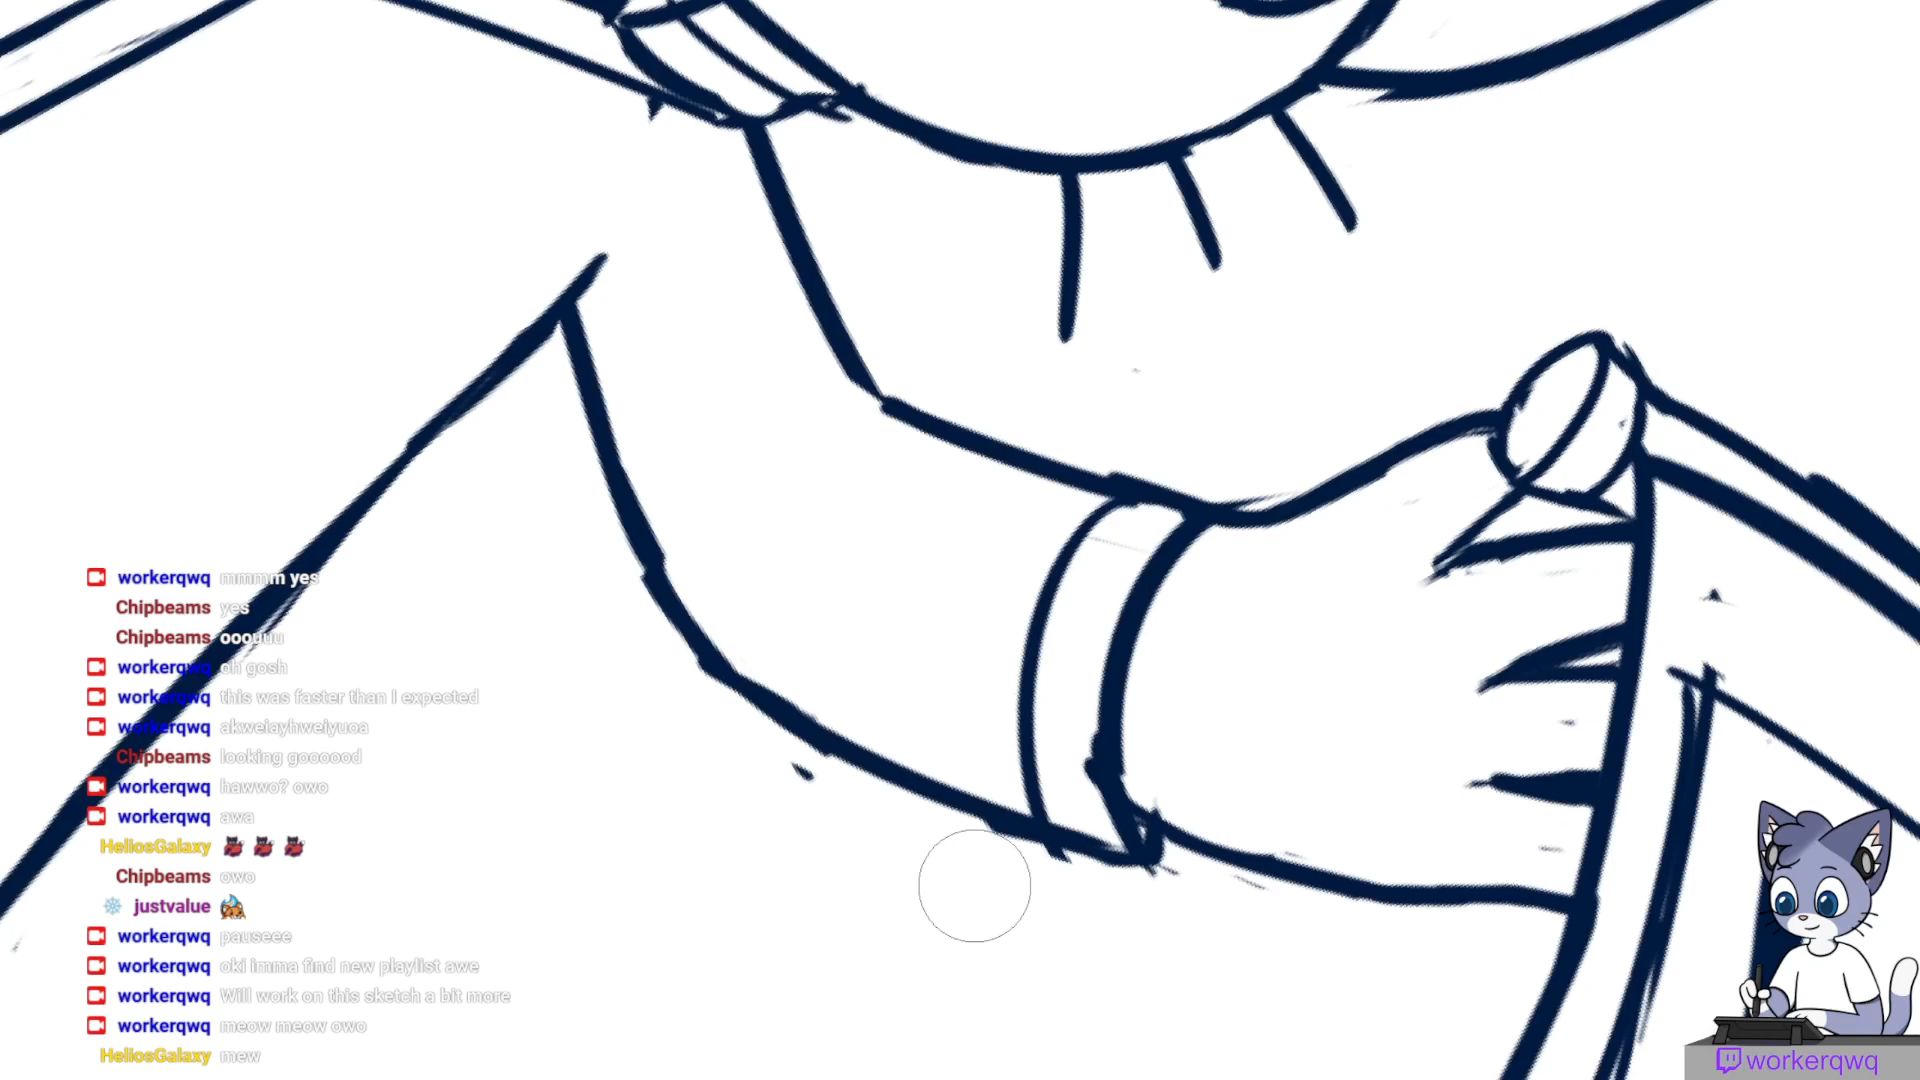 workerqwq mmmm yes
Chipbeams yes
Chipbeams ooouuu
workerqwq oh gosh
workerqwq this was faster than I expected
workerqwq akweiayhweiyuoa
Chipbeams looking goooood
workerqwq hawwo? owo
workerqwq awa
HeliosGalaxy
Chipbeams owo
justvalue
workerqwq pauseee
workerqwq oki Imma find new playlist awe
workerqwq Will work on this sketch a bit more
workerqwq meow meow owo
HeliosGalaxy mew
workerqwq